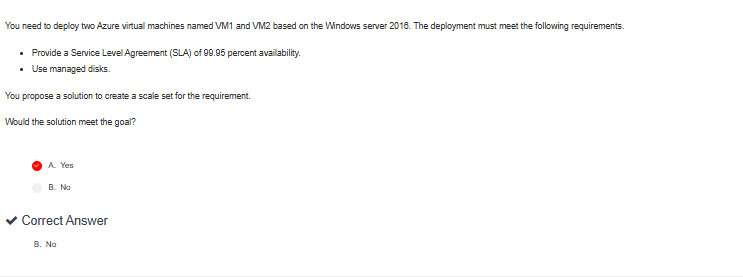 You need to deploy two Azure virtual machines named VM1 and VM2 based on the Windows server 2016. The deployment must meet the following requirements.
• Provide a Service Level Agreement (SLA) of 99.95 percent availability.
• Use managed disks.
You propose a solution to create a scale set for the requirement.
Would the solution meet the goal?
A. Yes
B. No
Correct Answer
B. No